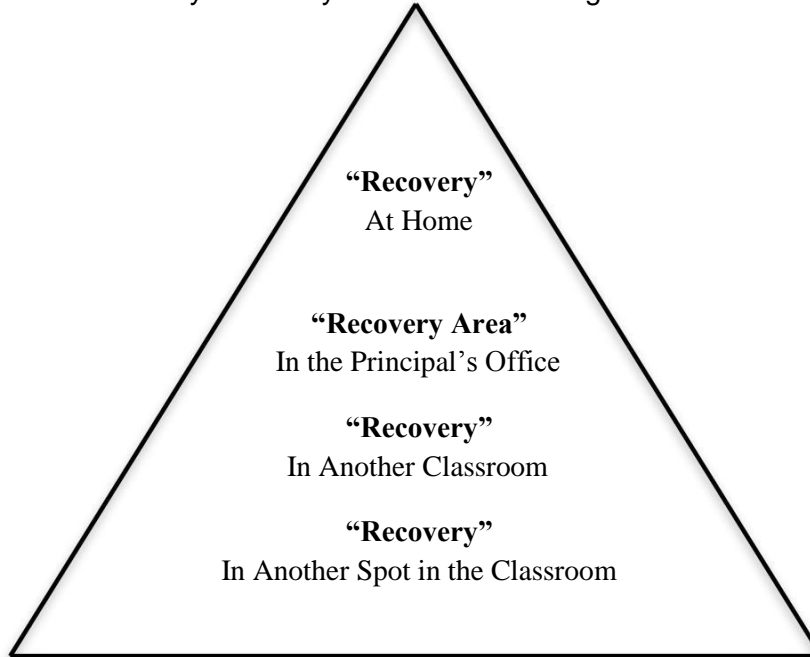 “Recovery”
At Home
“Recovery Area”
In the Principal’s Office
“Recovery”
In Another Classroom
“Recovery”
In Another Spot in the Classroom